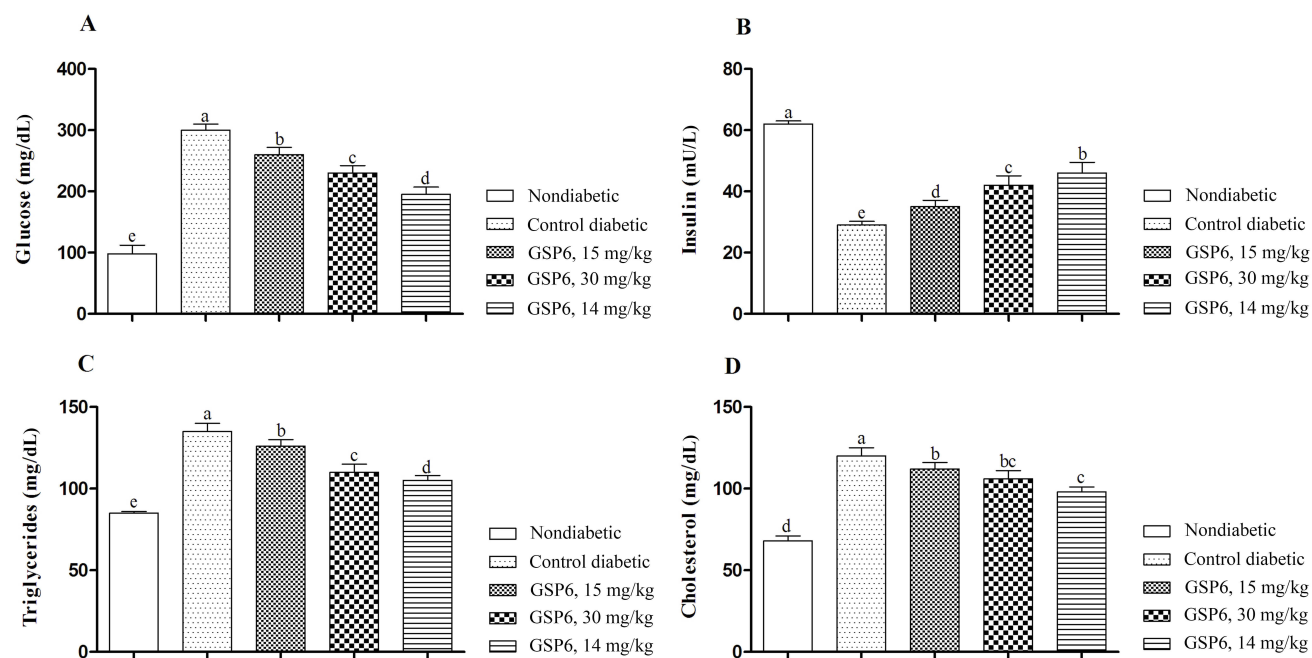 A
Glucose (mg/dL)
400
300
200
100
0
e
a
b
c
d
Nondiabetic
Control diabetic
GSP6, 15 mg/kg
GSP6, 30 mg/kg
GSP6, 14 mg/kg
B
Insulin (mU/L)
80
60
40
20
0
a
e
d
c
b
Nondiabetic
Control diabetic
GSP6, 15 mg/kg
GSP6, 30 mg/kg
GSP6, 14 mg/kg
C
Triglycerides (mg/dL)
150
100
50
0
e
a
b
c
d
Nondiabetic
Control diabetic
GSP6, 15 mg/kg
GSP6, 30 mg/kg
GSP6, 14 mg/kg
D
Cholesterol (mg/dL)
150
100
50
0
d
a
b
bc
c
Nondiabetic
Control diabetic
GSP6, 15 mg/kg
GSP6, 30 mg/kg
GSP6, 14 mg/kg